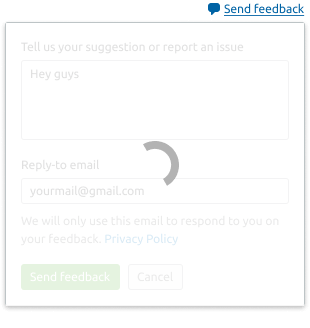 Send feedback
Tell us your suggestion or report an issue
Hey guys
Reply-to email
yourmail@gmail.com
We will only use this email to respond to you on
your feedback. Privacy Policy
Send feedback
Cancel